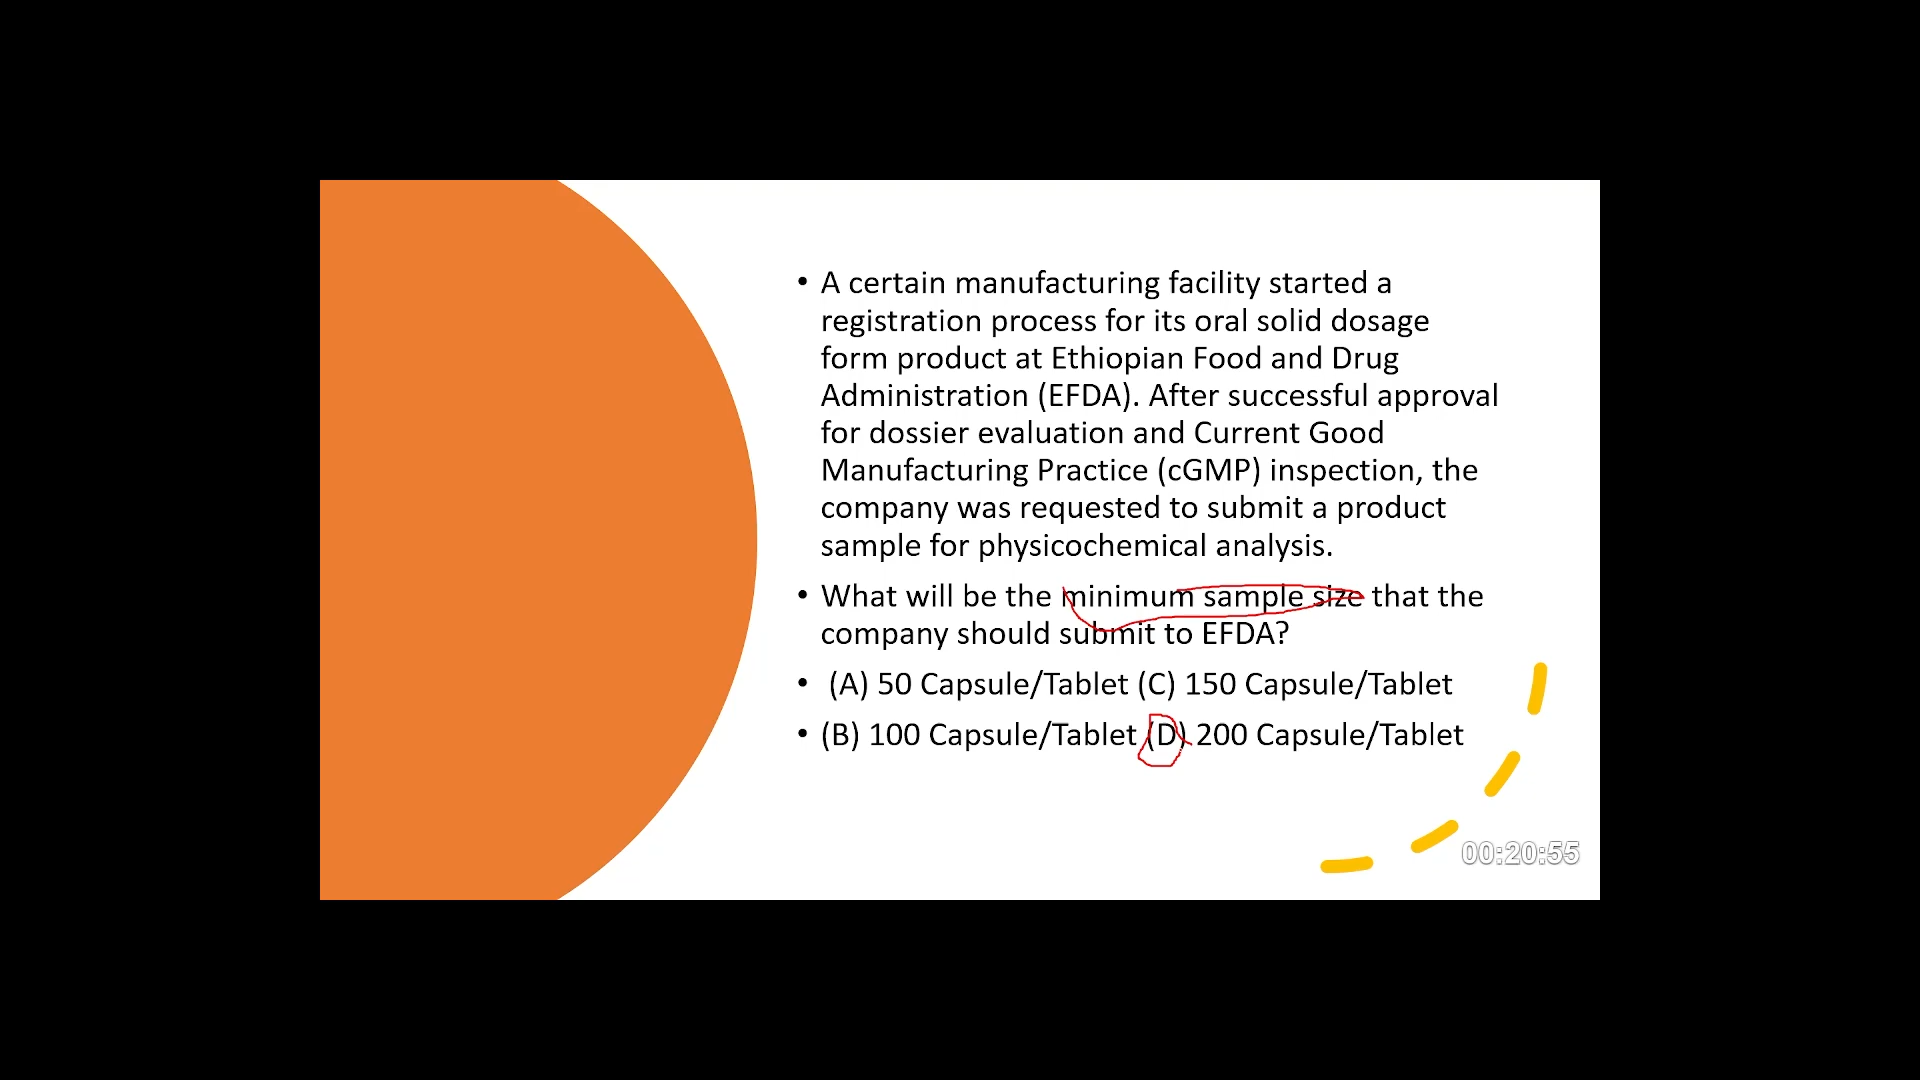 • A certain manufacturing facility started a
registration process for its oral solid dosage
form product at Ethiopian Food and Drug
Administration (EFDA). After successful approval
for dossier evaluation and Current Good
Manufacturing Practice (cGMP) inspection, the
company was requested to submit a product
sample for physicochemical analysis.
• What will be the minimum sample size that the
company should submit to EFDA?
• (A) 50 Capsule/Tablet (C) 150 Capsule/Tablet
• (B) 100 Capsule/Tablet (D) 200 Capsule/Tablet
00:20:55